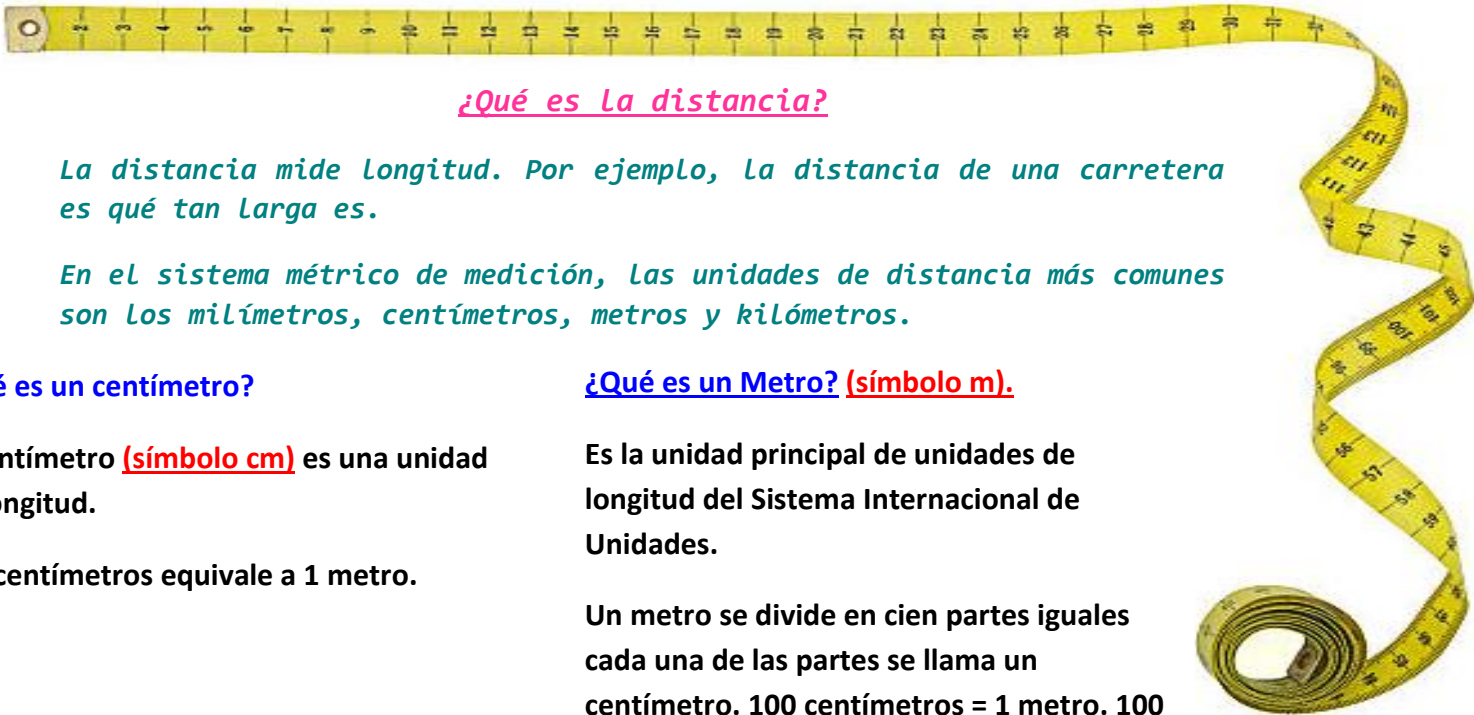 ¿Qué es la distancia?
La distancia mide longitud. Por ejemplo, la distancia de una carretera
es qué tan larga es.
En el sistema métrico de medición, las unidades de distancia más comunes
son los milímetros, centímetros, metros y kilómetros.
é es un centímetro?
ntímetro (símbolo cm) es una unidad
ongitud.
centímetros equivale a 1 metro.
¿Qué es un Metro? (símbolo m).
Es la unidad principal de unidades de
longitud del Sistema Internacional de
Unidades.
Un metro se divide en cien partes iguales
cada una de las partes se llama un
centímetro. 100 centímetros = 1 metro. 100